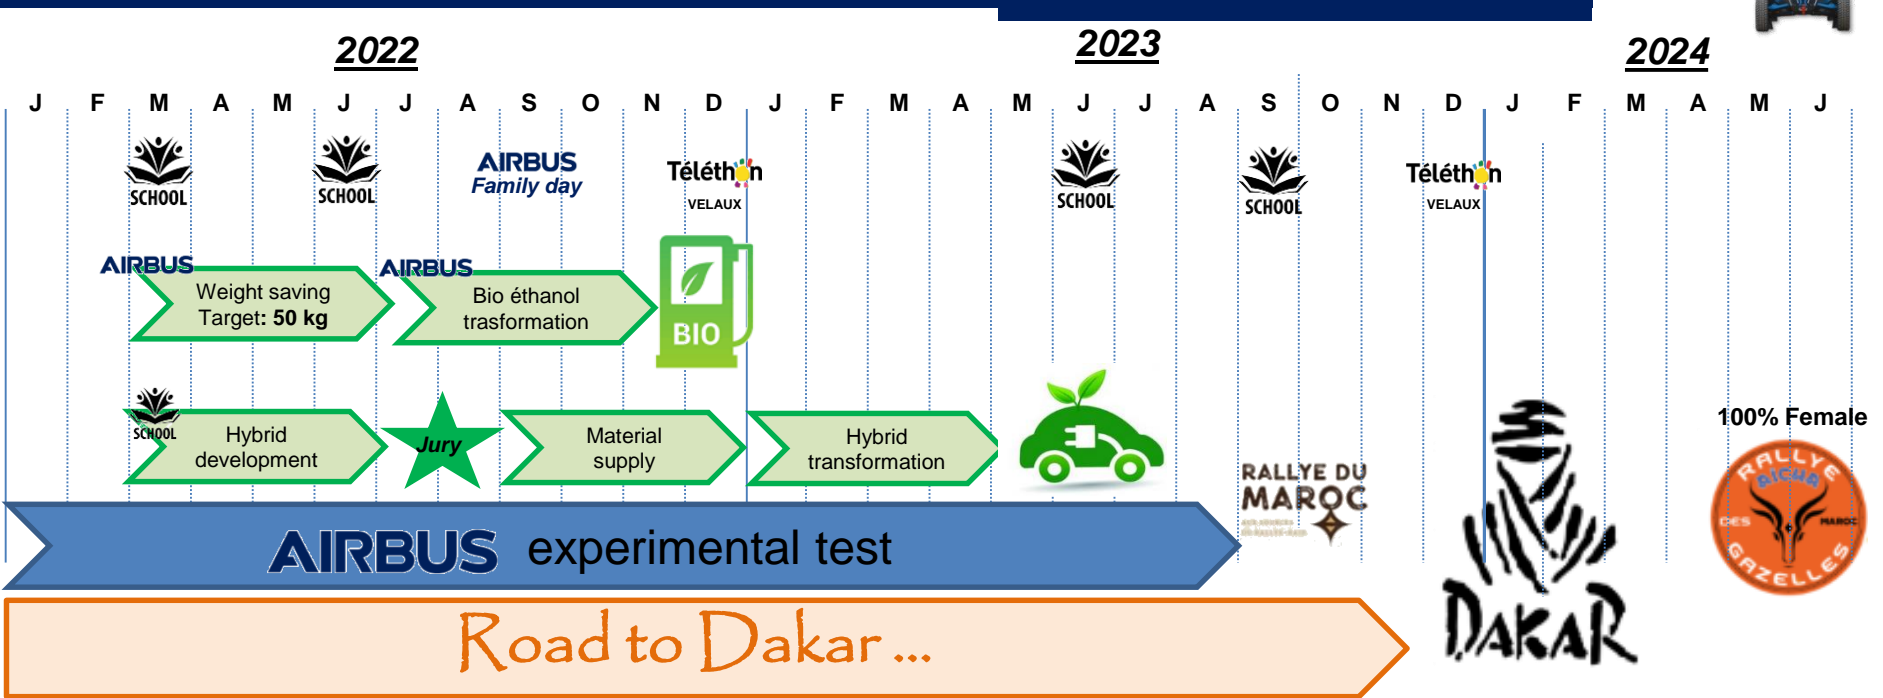 2022
2023
2024
J F M A M J J A S O N D J F M A M J J A S O N D J F M A M J
SCHOOL
SCHOOL
AIRBUS
Family day
Téléthon
VELAUX
SCHOOL
SCHOOL
Téléthon
VELAUX
AIRBUS
Weight saving
Target: 50 kg
AIRBUS
Bio éthanol
trasformation
BIO
SCHOOL
Hybrid
development
Jury
Material
supply
Hybrid
transformation
RALLYE DU
MAROC
DAKAR
100% Female
RALLYE
AICHA
DES
MAROC
GAZELLES
AIRBUS experimental test
Road to Dakar ...